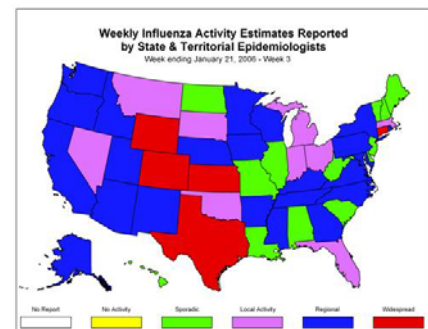 Weekly Influenza Activity Estimates Reported
by State & Territorial Epidemiologists
Week ending January 21, 2006 - Week 3
No Report No Activity Sporadic Local Activity Regional Widespread